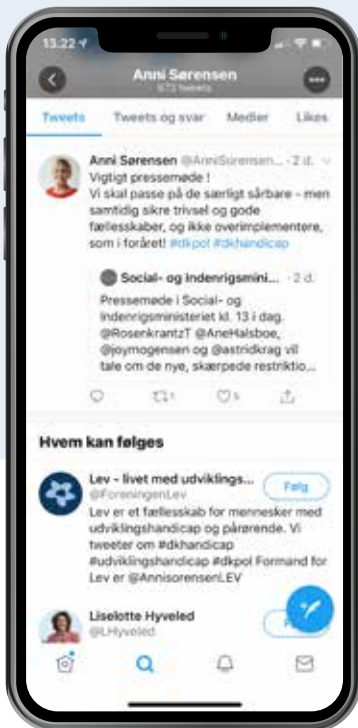 13.22
Anni Sørensen
673 Tweets
Tweets Tweets og svar Medier Likes
Anni Sørensen @AnniSorensen... · 2 d.
Vigtigt pressemøde !
Vi skal passe på de særligt sårbare - men
samtidig sikre trivsel og gode
fællesskaber, og ikke overimplementere,
som i foråret! #dkpol #dkhandicap
Social- og Indenrigsmini... · 2 d.
Pressemøde i Social- og
Indenrigsministeriet kl. 13 i dag.
@RosenkrantzT @AneHalsboe,
@joymogensen og @astridkrag vil
tale om de nye, skærpede restriktio...
1 5
Hvem kan følges
Lev - livet med udviklings... Følg
@ForeningenLev
Lev er et fællesskab for mennesker med
udviklingshandicap og pårørende. Vi
tweeter om #dkhandicap
#udviklingshandicap #dkpol Formand for
Lev er @AnnisorensenLEV
Liselotte Hyveled
@LHyveled